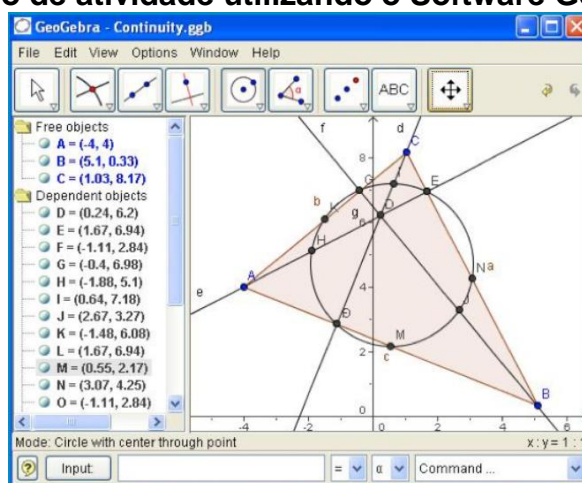 o de atividade utilizando o Software Ge
GeoGebra - Continuity.ggb
File Edit View Options Window Help
ABC
Free objects
A = (-4, 4)
B = (5.1, 0.33)
C = (1.03, 8.17)
Dependent objects
D = (0.24, 6.2)
E = (1.67, 6.94)
F = (-1.11, 2.84)
G = (-0.4, 6.98)
H = (-1.88, 5.1)
I = (0.64, 7.18)
J = (2.67, 3.27)
K = (-1.48, 6.08)
L = (1.67, 6.94)
M = (0.55, 2.17)
N = (3.07, 4.25)
O = (-1.11, 2.84)
f d C
8
G E
b K
g 6
H
N a
A 4
e
J
M
2 c
B
0
-4 -2 0 2 4 6
Mode: Circle with center through point x : y = 1 :
Input: = α Command ...